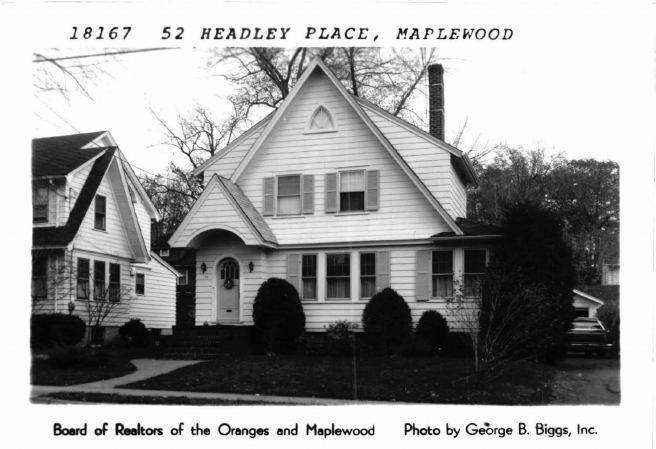 18167 52 HEADLEY PLACE, MAPLEWOOD
Board of Realtors of the Oranges and Maplewood Photo by George B. Biggs, Inc.